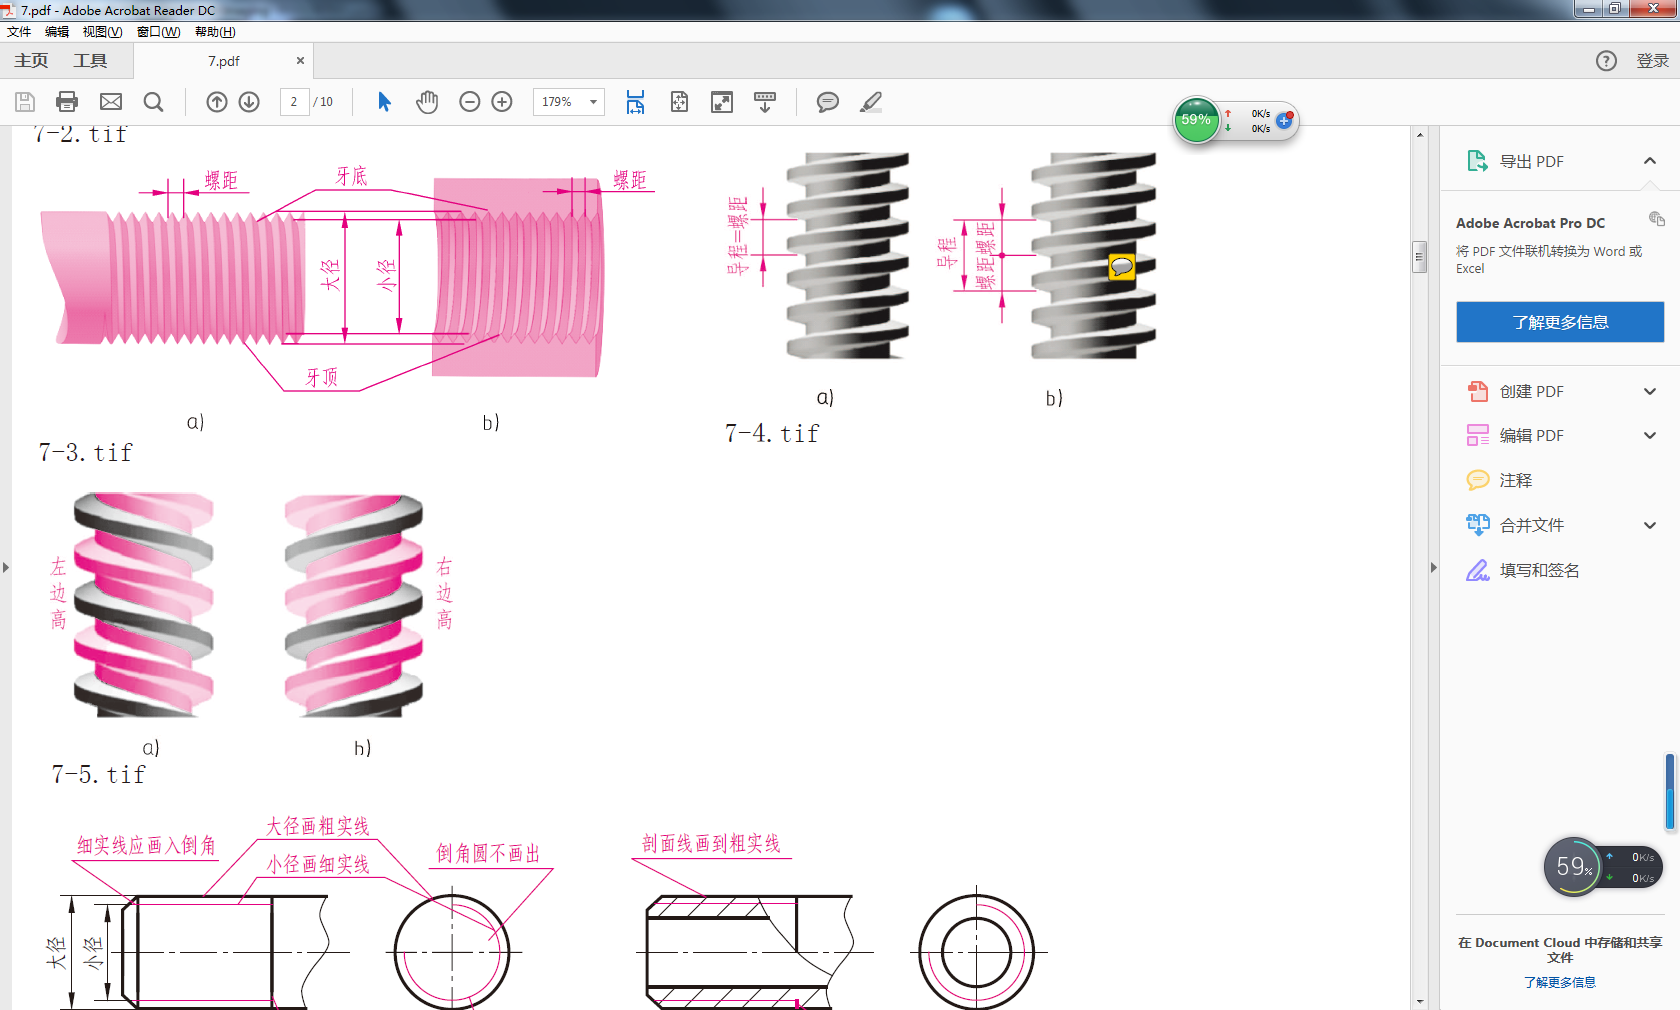 7.pdf - Adobe Acrobat Reader DC
文件 编辑 视图(V) 窗口(W) 帮助(H)
主页 工具 7.pdf × ? 登录
2 / 10 179%
59% 0K/s
0K/s
7-2.tif
螺距 牙底 螺距
大径 小径
牙顶
a) b)
7-3.tif
导程=螺距
导程 螺距 螺距
a) b)
7-4.tif
左边高
右边高
a) h)
7-5.tif
细实线应画入倒角
大径画粗实线
小径画细实线
倒角圆不画出
剖面线画到粗实线
大径 小径
导出 PDF
Adobe Acrobat Pro DC
将 PDF 文件联机转换为 Word 或
Excel
了解更多信息
创建 PDF
编辑 PDF
注释
合并文件
填写和签名
59% 0K/s
0K/s
在 Document Cloud 中存储和共享
文件
了解更多信息